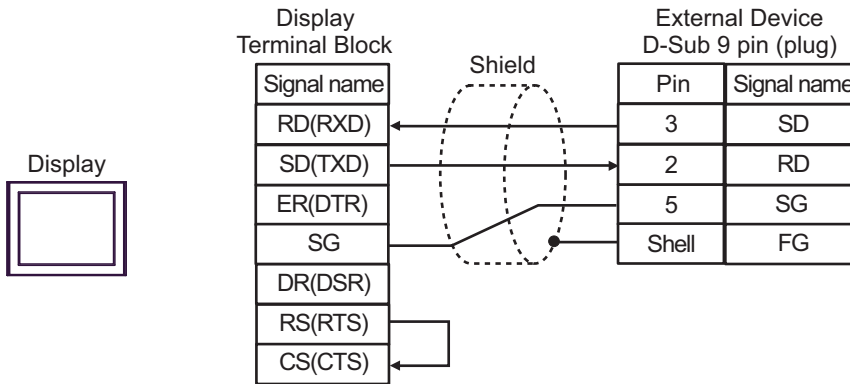 Display
Terminal Block
External Device
D-Sub 9 pin (plug)
Shield
Signal name
Pin Signal name
RD(RXD) 3 SD
SD(TXD) 2 RD
ER(DTR) 5 SG
SG Shell FG
DR(DSR)
RS(RTS)
CS(CTS)
Display